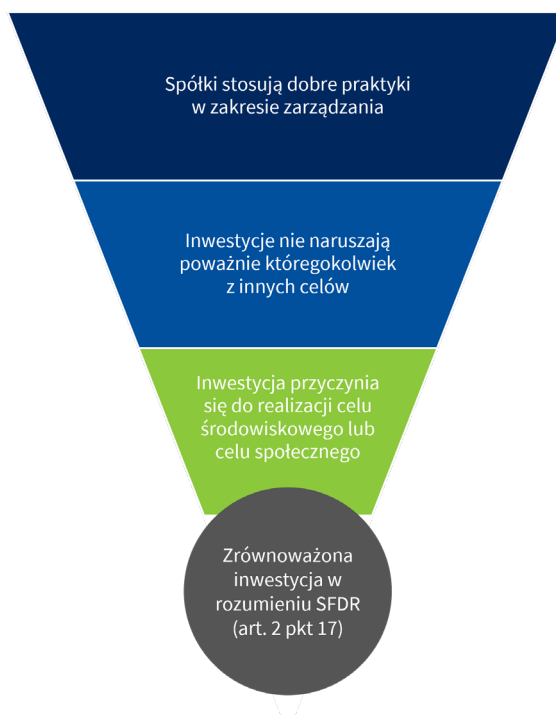 Spółki stosują dobre praktyki
w zakresie zarządzania
Inwestycje nie naruszają
poważnie któregokolwiek
z innych celów
Inwestycja przyczynia
się do realizacji celu
środowiskowego lub
celu społecznego
Zrównoważona
inwestycja w
rozumieniu SFDR
(art. 2 pkt 17)